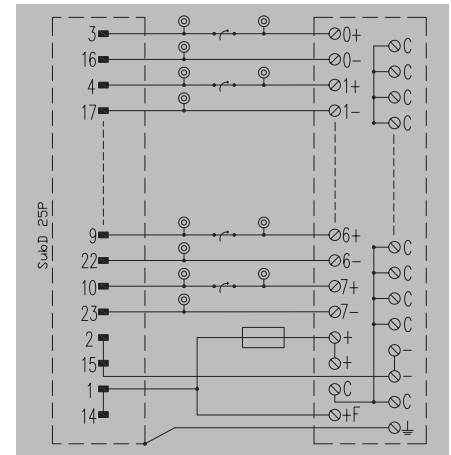 SubD 25P
3 0+ C
16 0- C
4 1+ C
17 1- C
9 6+ C
22 6- C
10 7+ C
23 7- C
2 + -
15 + -
1 C C
14 +F